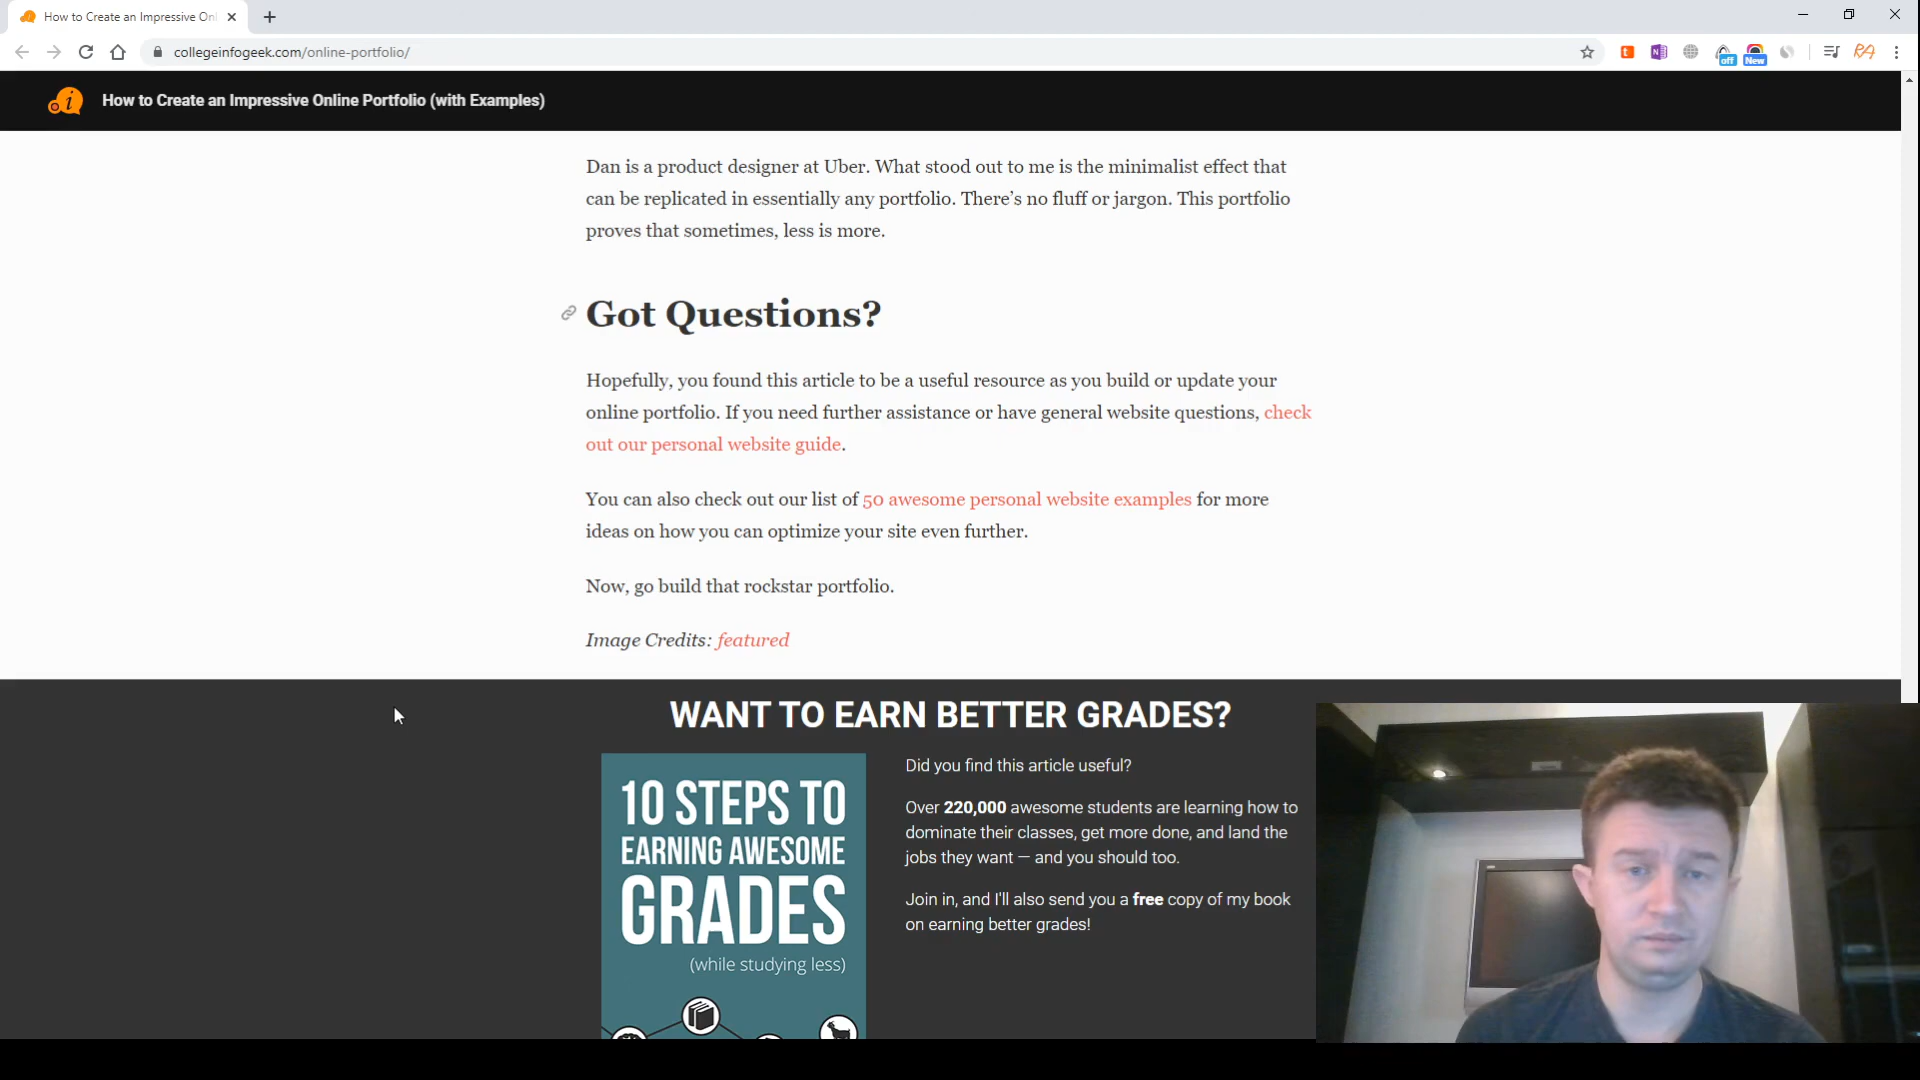 How to Create an Impressive Onl
collegeinfogeek.com/online-portfolio/
off
New
How to Create an Impressive Online Portfolio (with Examples)
Dan is a product designer at Uber. What stood out to me is the minimalist effect that
can be replicated in essentially any portfolio. There’s no fluff or jargon. This portfolio
proves that sometimes, less is more.
Got Questions?
Hopefully, you found this article to be a useful resource as you build or update your
online portfolio. If you need further assistance or have general website questions, check
out our personal website guide.
You can also check out our list of 50 awesome personal website examples for more
ideas on how you can optimize your site even further.
Now, go build that rockstar portfolio.
Image Credits: featured
WANT TO EARN BETTER GRADES?
10 STEPS TO
EARNING AWESOME
GRADES
(while studying less)
Did you find this article useful?
Over 220,000 awesome students are learning how to
dominate their classes, get more done, and land the
jobs they want — and you should too.
Join in, and I'll also send you a free copy of my book
on earning better grades!